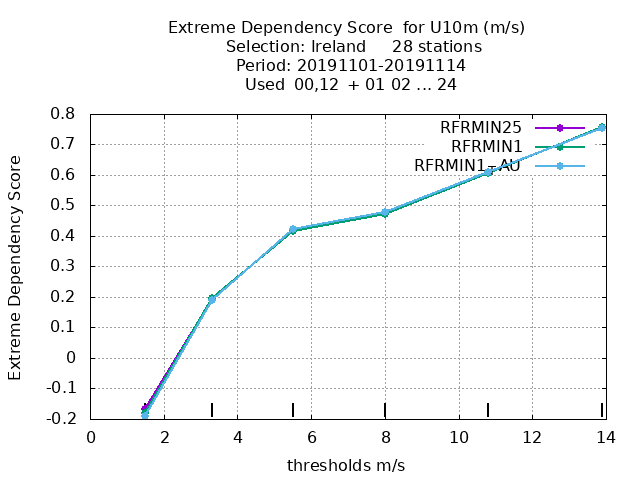 Extreme Dependency Score  for U10m (m/s)
Selection: Ireland     28 stations
Period: 20191101-20191114
Used  00,12  + 01 02 ... 24
RFRMIN25
RFRMIN1
RFRMIN1-AU
Extreme Dependency Score
0.8
0.7
0.6
0.5
0.4
0.3
0.2
0.1
0
-0.1
-0.2
0 2 4 6 8 10 12 14
thresholds m/s